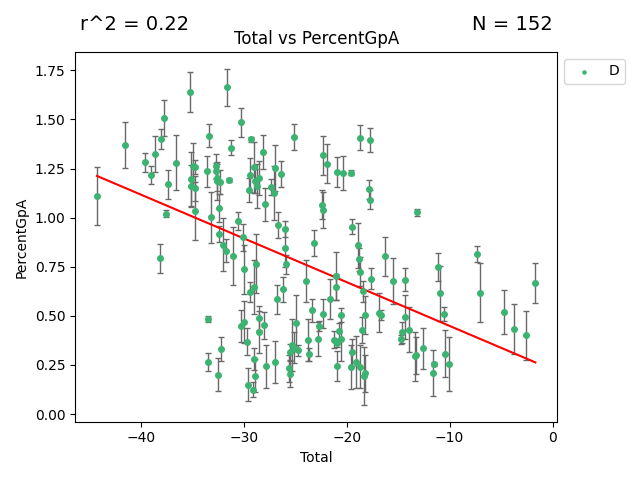 r^2 = 0.22 N = 152
Total vs PercentGpA
D
1.75
1.50
1.25
1.00
0.75
0.50
0.25
0.00
PercentGpA
−40 −30 −20 −10 0
Total